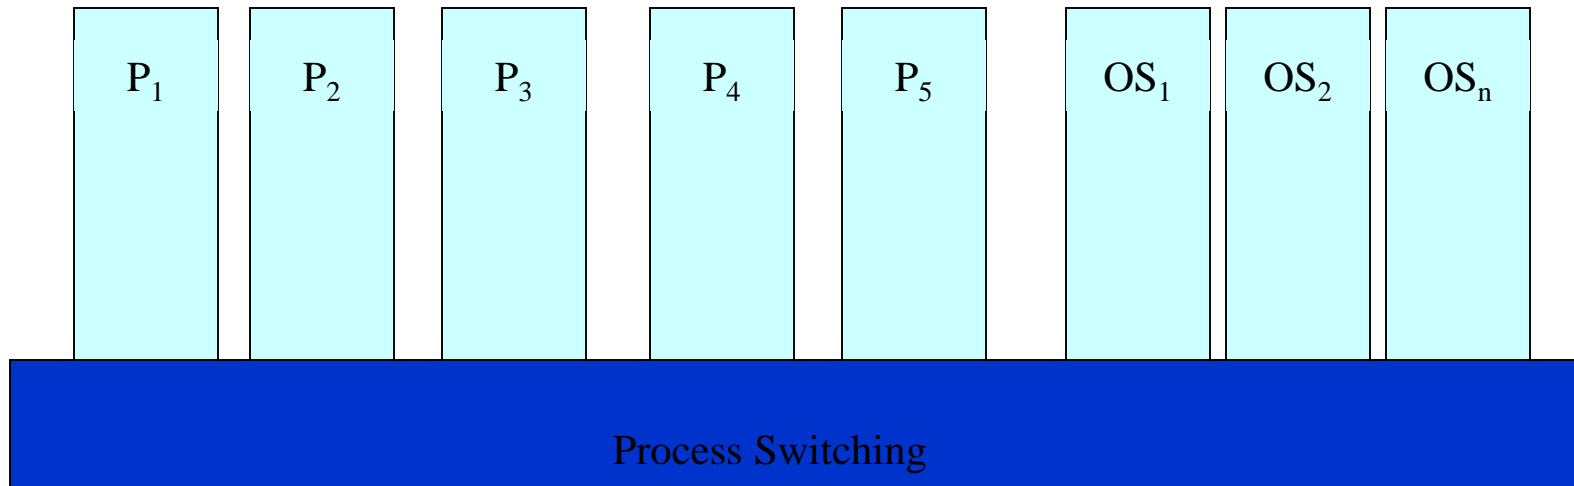 P₁ P₂ P₃ P₄ P₅ OS₁ OS₂ OSₙ
Process Switching